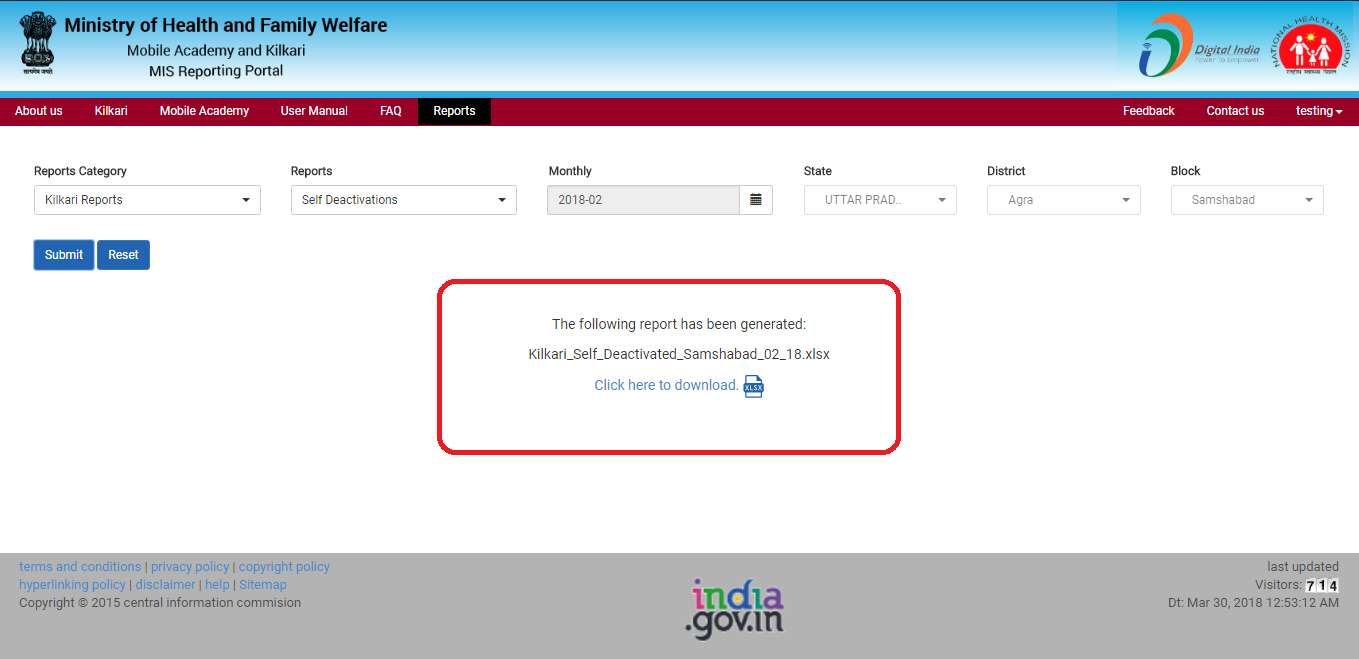 Ministry of Health and Family Welfare
Mobile Academy and Kilkari
MIS Reporting Portal
सत्यमेव जयते
Digital India
Power To Empower
NATIONAL HEALTH MISSION
राष्ट्रीय स्वास्थ्य मिशन
About us Kilkari Mobile Academy User Manual FAQ Reports Feedback Contact us testing
Reports Category Reports Monthly State District Block
Kilkari Reports Self Deactivations 2018-02 UTTAR PRAD.. Agra Samshabad
Submit Reset
The following report has been generated:
Kilkari_Self_Deactivated_Samshabad_02_18.xlsx
Click here to download. XLSX
terms and conditions | privacy policy | copyright policy
hyperlinking policy | disclaimer | help | Sitemap
Copyright © 2015 central information commision
india
.gov.in
last updated
Visitors: 714
Dt: Mar 30, 2018 12:53:12 AM